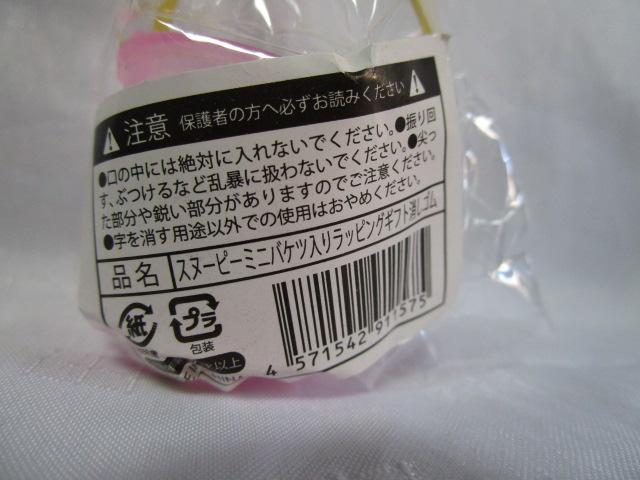 注意 保護者の方へ必ずお読みください
●口の中には絶対に入れないでください。●振り回
す、ぶつけるなど乱暴に扱わないでください。●尖っ
た部分や鋭い部分がありますのでご注意ください。
●字を消す用途以外での使用はおやめください。
品名 スヌーピーミニバケツ入りラッピングギフト消しゴム
紙 プラ
包装
以上
4 571542 911575